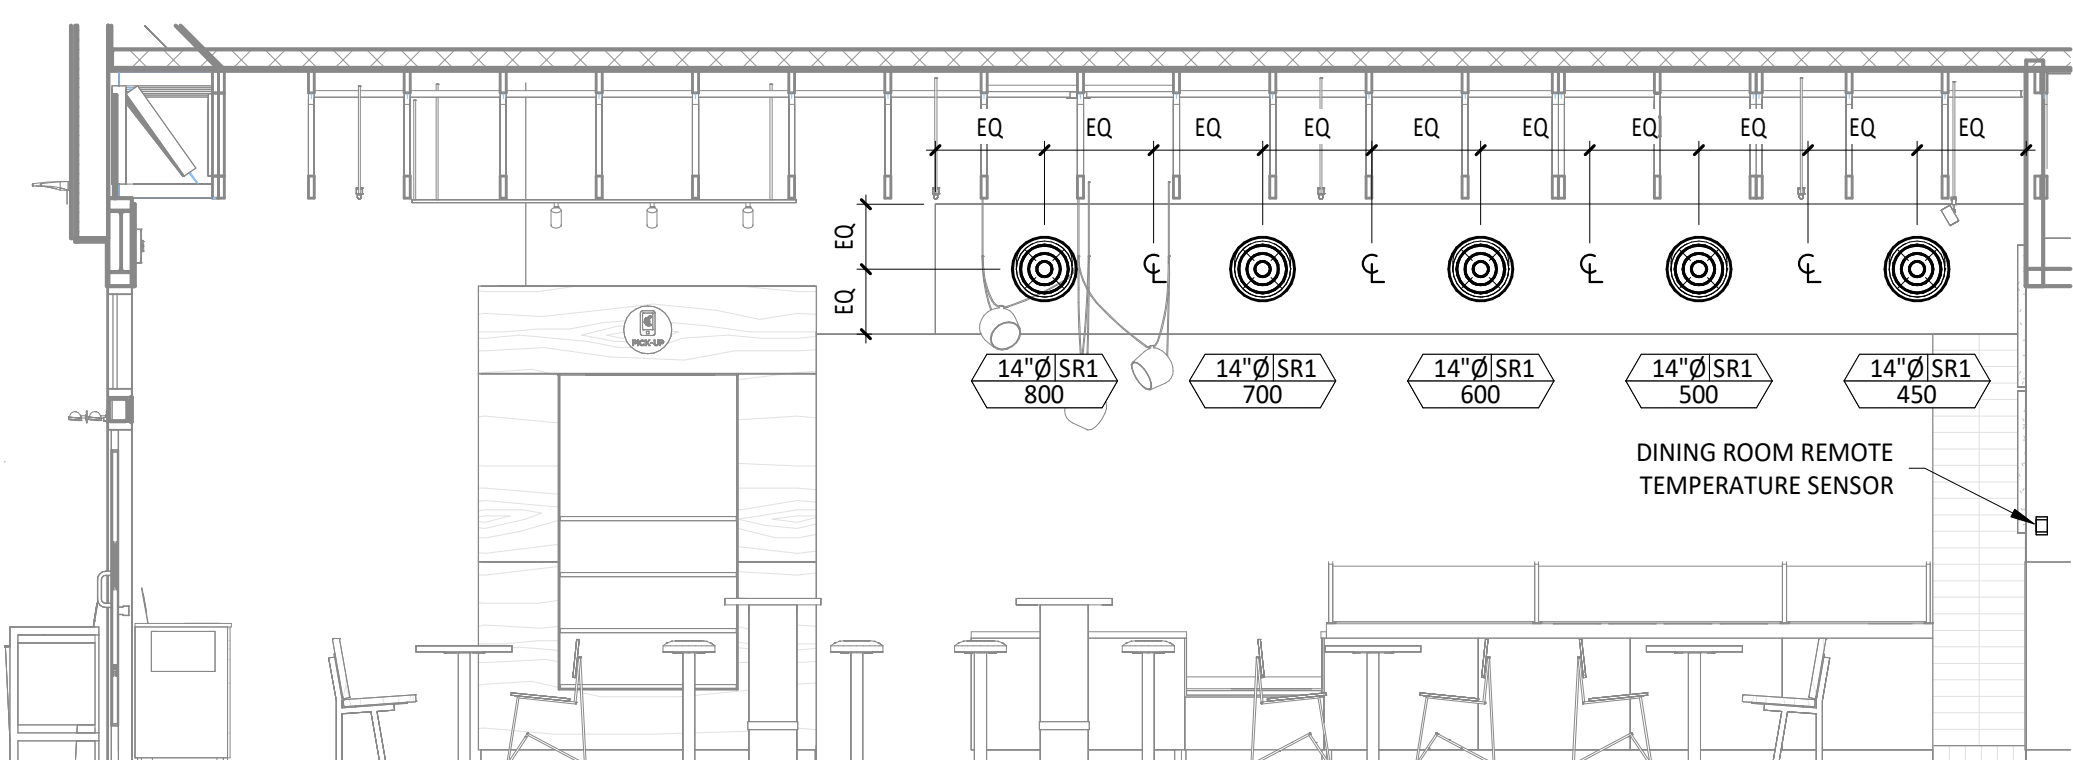 EQ EQ EQ EQ EQ EQ EQ EQ EQ EQ
EQ
EQ
℄ ℄ ℄ ℄
PICK-UP
14"Ø SR1 14"Ø SR1 14"Ø SR1 14"Ø SR1 14"Ø SR1
800 700 600 500 450
DINING ROOM REMOTE
TEMPERATURE SENSOR